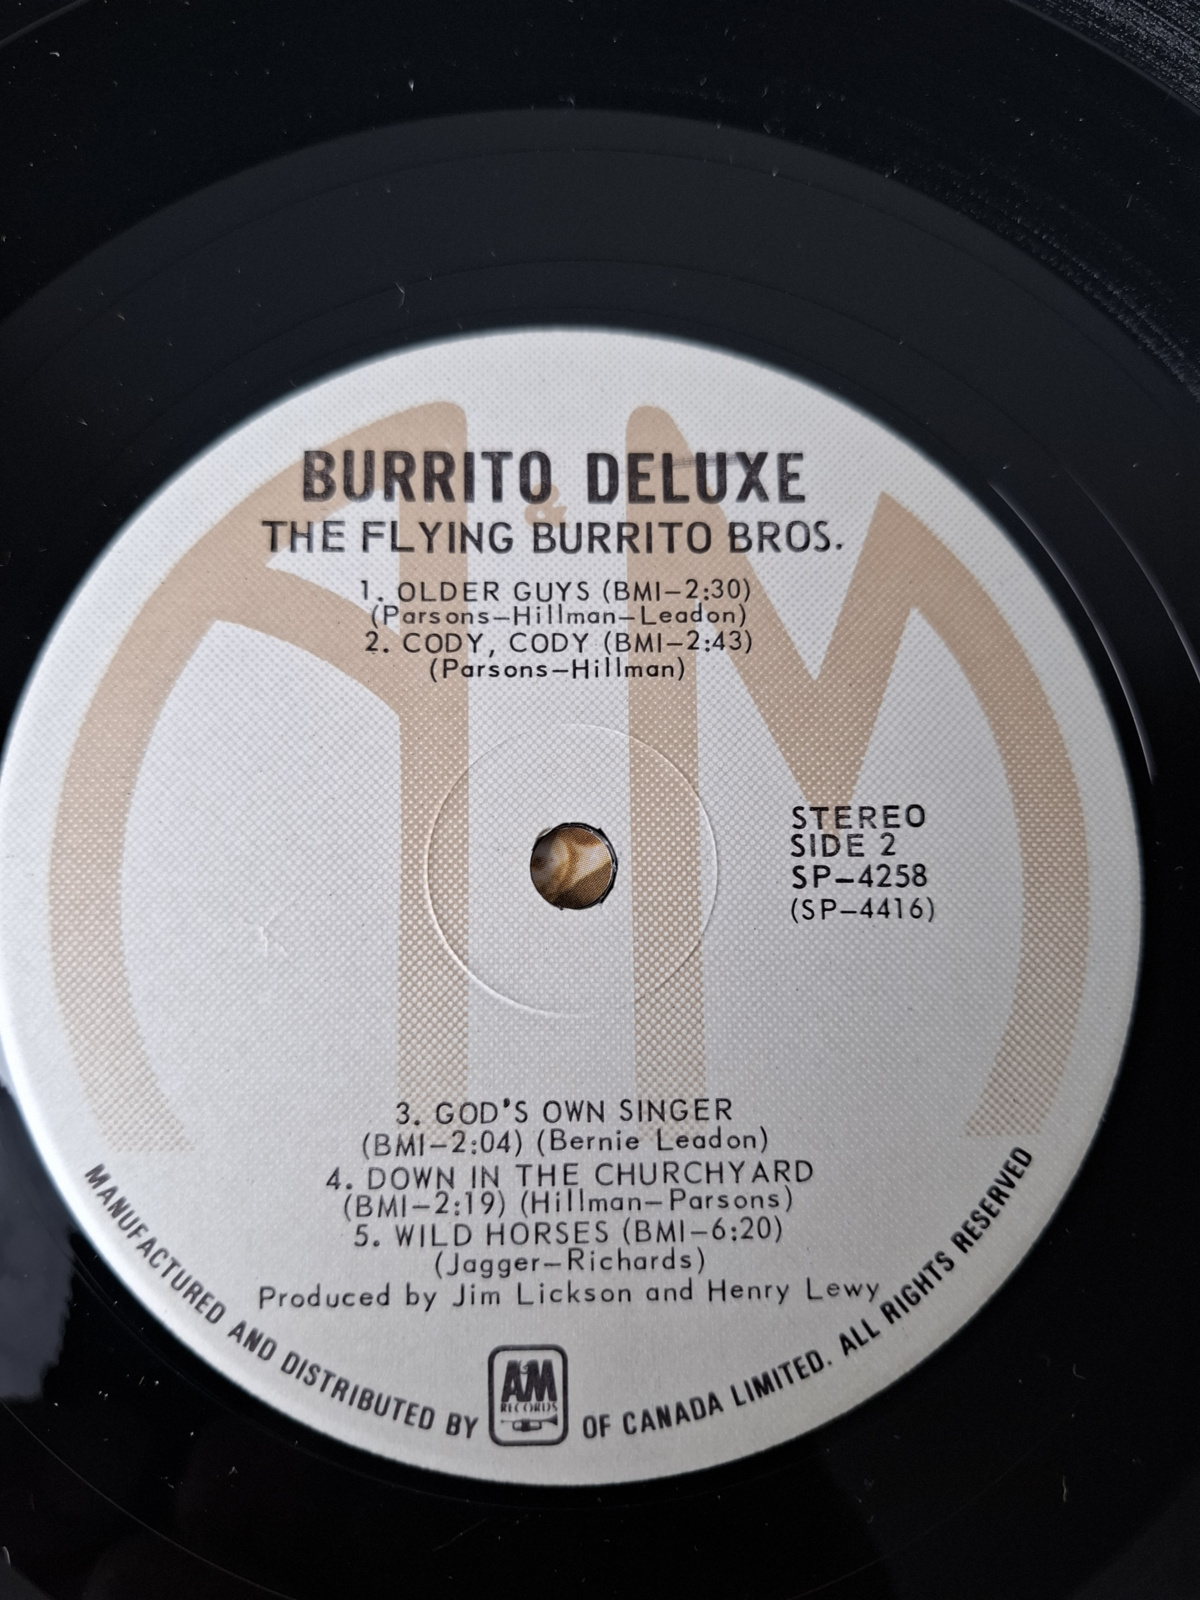 BURRITO DELUXE
THE FLYING BURRITO BROS.
1. OLDER GUYS (BMI–2:30)
(Parsons–Hillman–Leadon)
2. CODY, CODY (BMI–2:43)
(Parsons–Hillman)
STEREO
SIDE 2
SP–4258
(SP–4416)
3. GOD'S OWN SINGER
(BMI–2:04) (Bernie Leadon)
4. DOWN IN THE CHURCHYARD
(BMI–2:19) (Hillman–Parsons)
5. WILD HORSES (BMI–6:20)
(Jagger–Richards)
Produced by Jim Lickson and Henry Lewy
MANUFACTURED AND DISTRIBUTED BY A&M RECORDS OF CANADA LIMITED. ALL RIGHTS RESERVED
A&M